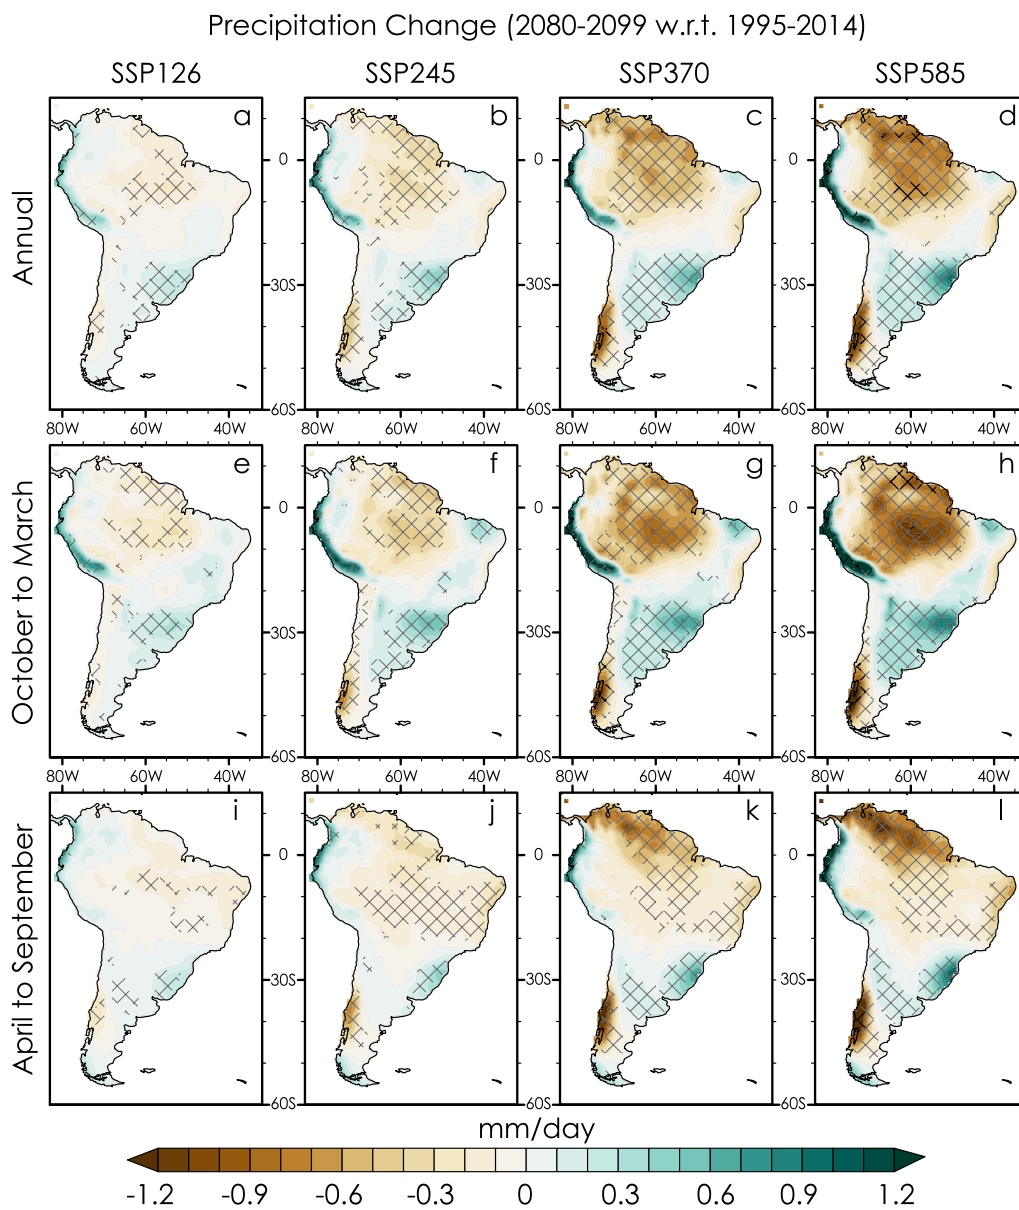 Precipitation Change (2080-2099 w.r.t. 1995-2014)
SSP126 SSP245 SSP370 SSP585
Annual
a b c d
0 0 0 0
30S 30S 30S
60S 60S 60S
80W 60W 40W 80W 60W 40W 80W 60W 40W 80W 60W 40W
October to March
e f g h
0 0 0
30S 30S 30S
60S 60S 60S
80W 60W 40W 80W 60W 40W 80W 60W 40W 80W 60W 40W
April to September
i j k l
0 0 0
30S 30S 30S
60S 60S 60S
mm/day
-1.2 -0.9 -0.6 -0.3 0 0.3 0.6 0.9 1.2